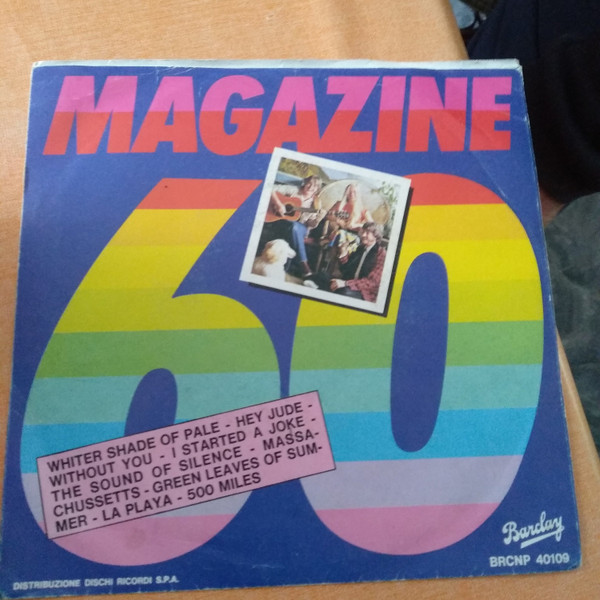 MAGAZINE
60
WHITER SHADE OF PALE - HEY JUDE -
WITHOUT YOU - I STARTED A JOKE -
THE SOUND OF SILENCE - MASSA-
CHUSSETTS - GREEN LEAVES OF SUM-
MER - LA PLAYA - 500 MILES
Barclay
BRCNP 40109
DISTRIBUZIONE DISCHI RICORDI S.P.A.